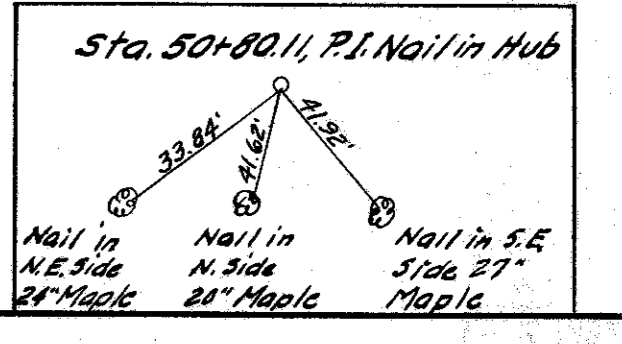 Sta. 50+80.11, P.I. Nail in Hub
33.84'
41.62'
41.92'
Nail in
N.E. Side
24" Maple
Nail in
N. Side
20" Maple
Nail in S.E.
Side 27"
Maple